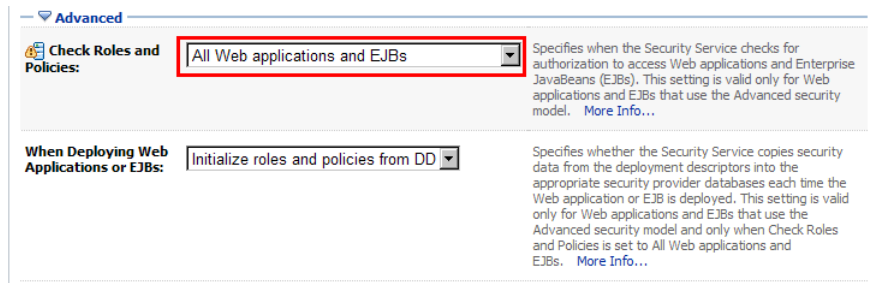 Advanced
Check Roles and
Policies:
All Web applications and EJBs
Specifies when the Security Service checks for
authorization to access Web applications and Enterprise
JavaBeans (EJBs). This setting is valid only for Web
applications and EJBs that use the Advanced security
model. More Info...
When Deploying Web
Applications or EJBs:
Initialize roles and policies from DD
Specifies whether the Security Service copies security
data from the deployment descriptors into the
appropriate security provider databases each time the
Web application or EJB is deployed. This setting is valid
only for Web applications and EJBs that use the
Advanced security model and only when Check Roles
and Policies is set to All Web applications and
EJBs. More Info...